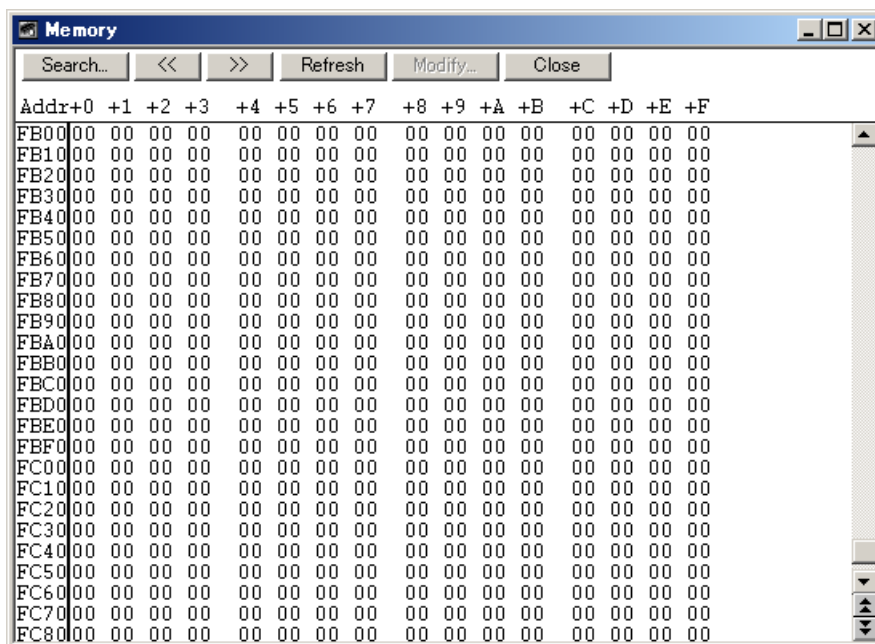 Memory
Search... << >> Refresh Modify... Close
Addr+0 +1 +2 +3 +4 +5 +6 +7 +8 +9 +A +B +C +D +E +F
FB00 00 00 00 00 00 00 00 00 00 00 00 00 00 00 00 00
FB10 00 00 00 00 00 00 00 00 00 00 00 00 00 00 00 00
FB20 00 00 00 00 00 00 00 00 00 00 00 00 00 00 00 00
FB30 00 00 00 00 00 00 00 00 00 00 00 00 00 00 00 00
FB40 00 00 00 00 00 00 00 00 00 00 00 00 00 00 00 00
FB50 00 00 00 00 00 00 00 00 00 00 00 00 00 00 00 00
FB60 00 00 00 00 00 00 00 00 00 00 00 00 00 00 00 00
FB70 00 00 00 00 00 00 00 00 00 00 00 00 00 00 00 00
FB80 00 00 00 00 00 00 00 00 00 00 00 00 00 00 00 00
FB90 00 00 00 00 00 00 00 00 00 00 00 00 00 00 00 00
FBA0 00 00 00 00 00 00 00 00 00 00 00 00 00 00 00 00
FBB0 00 00 00 00 00 00 00 00 00 00 00 00 00 00 00 00
FBC0 00 00 00 00 00 00 00 00 00 00 00 00 00 00 00 00
FBD0 00 00 00 00 00 00 00 00 00 00 00 00 00 00 00 00
FBE0 00 00 00 00 00 00 00 00 00 00 00 00 00 00 00 00
FBF0 00 00 00 00 00 00 00 00 00 00 00 00 00 00 00 00
FC00 00 00 00 00 00 00 00 00 00 00 00 00 00 00 00 00
FC10 00 00 00 00 00 00 00 00 00 00 00 00 00 00 00 00
FC20 00 00 00 00 00 00 00 00 00 00 00 00 00 00 00 00
FC30 00 00 00 00 00 00 00 00 00 00 00 00 00 00 00 00
FC40 00 00 00 00 00 00 00 00 00 00 00 00 00 00 00 00
FC50 00 00 00 00 00 00 00 00 00 00 00 00 00 00 00 00
FC60 00 00 00 00 00 00 00 00 00 00 00 00 00 00 00 00
FC70 00 00 00 00 00 00 00 00 00 00 00 00 00 00 00 00
FC80 00 00 00 00 00 00 00 00 00 00 00 00 00 00 00 00